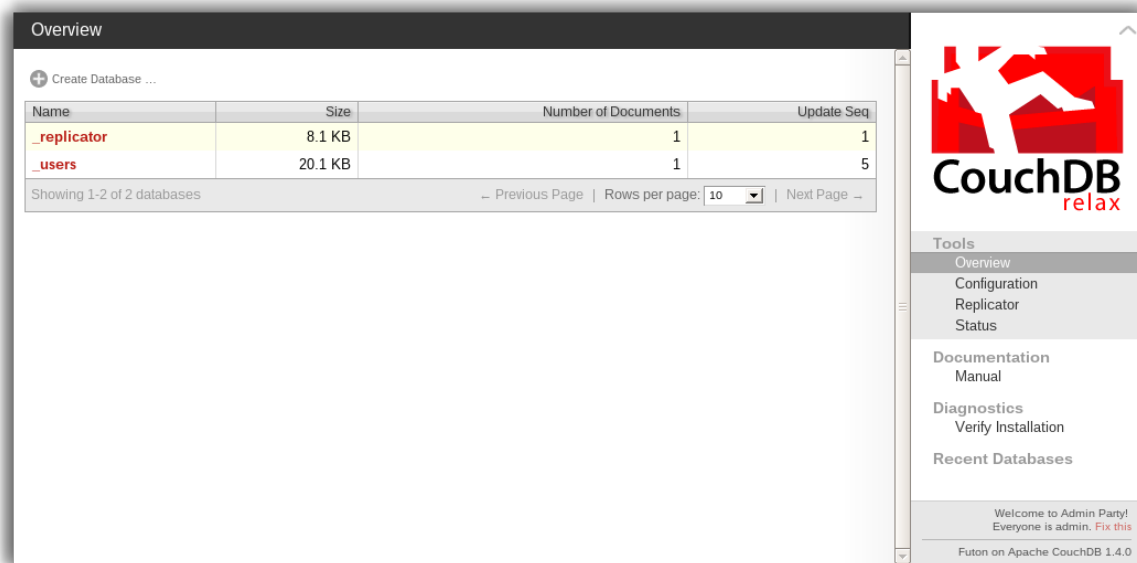 Overview
Create Database …
Name Size Number of Documents Update Seq
_replicator 8.1 KB 1 1
_users 20.1 KB 1 5
Showing 1-2 of 2 databases ← Previous Page | Rows per page: 10 | Next Page →
CouchDB
relax
Tools
Overview
Configuration
Replicator
Status
Documentation
Manual
Diagnostics
Verify Installation
Recent Databases
Welcome to Admin Party!
Everyone is admin. Fix this
Futon on Apache CouchDB 1.4.0